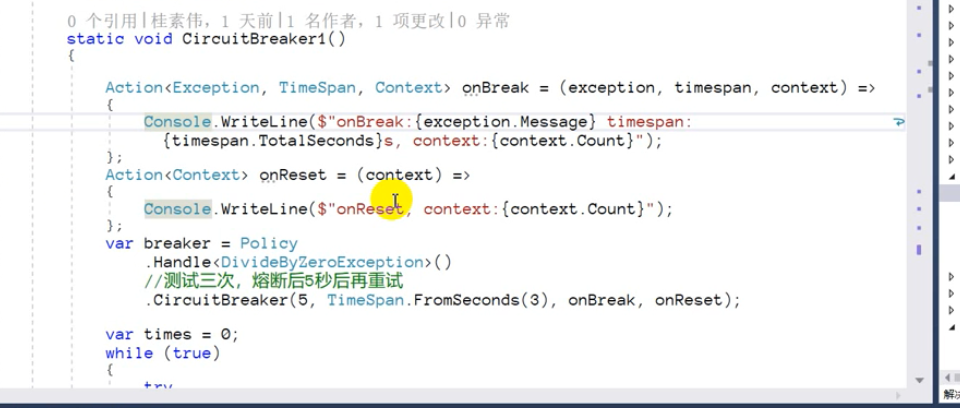 0 个引用|桂素伟，1 天前|1 名作者，1 项更改|0 异常
static void CircuitBreaker1()
{
Action<Exception, TimeSpan, Context> onBreak = (exception, timespan, context) =>
{
Console.WriteLine($"onBreak:{exception.Message} timespan:
{timespan.TotalSeconds}s, context:{context.Count}");
};
Action<Context> onReset = (context) =>
{
Console.WriteLine($"onReset, context:{context.Count}");
};
var breaker = Policy
.Handle<DivideByZeroException>()
//测试三次，熔断后5秒后再重试
.CircuitBreaker(5, TimeSpan.FromSeconds(3), onBreak, onReset);
var times = 0;
while (true)
{
try
解决